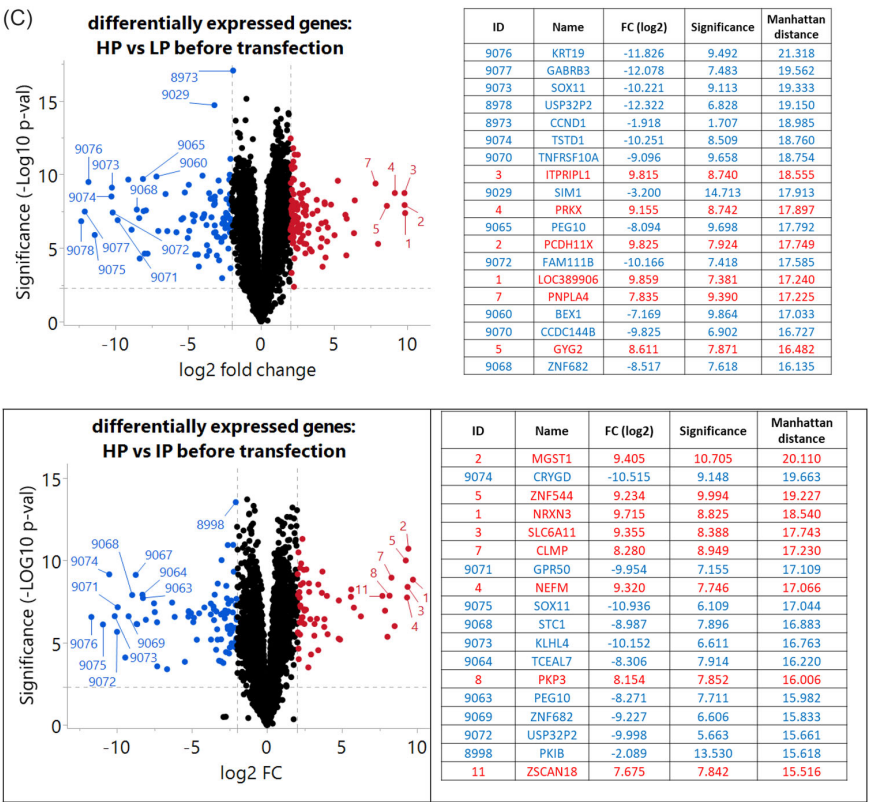 (C)
differentially expressed genes:
HP vs LP before transfection
Significance (-Log10 p-val)
15
10
5
0
-10 -5 0 5 10
log2 fold change
8973
9029
9076
9073
9065
9060
9074
9068
9078
9077
9072
9075
9071
7 4 3
5 2
1
ID Name FC (log2) Significance Manhattan distance
9076 KRT19 -11.826 9.492 21.318
9077 GABRB3 -12.078 7.483 19.562
9073 SOX11 -10.221 9.113 19.333
8978 USP32P2 -12.322 6.828 19.150
8973 CCND1 -1.918 1.707 18.985
9074 TSTD1 -10.251 8.509 18.760
9070 TNFRSF10A -9.096 9.658 18.754
3 ITPRIPL1 9.815 8.740 18.555
9029 SIM1 -3.200 14.713 17.913
4 PRKX 9.155 8.742 17.897
9065 PEG10 -8.094 9.698 17.792
2 PCDH11X 9.825 7.924 17.749
9072 FAM111B -10.166 7.418 17.585
1 LOC389906 9.859 7.381 17.240
7 PNPLA4 7.835 9.390 17.225
9060 BEX1 -7.169 9.864 17.033
9070 CCDC144B -9.825 6.902 16.727
5 GYG2 8.611 7.871 16.482
9068 ZNF682 -8.517 7.618 16.135
differentially expressed genes:
HP vs IP before transfection
Significance (-LOG10 p-val)
15
10
5
0
-10 -5 0 5 10
log2 FC
8998
9068
9067
9074
9064
9071
9063
9076
9069
9075
9073
9072
2
5
7
8
11
1
3
4
ID Name FC (log2) Significance Manhattan distance
2 MGST1 9.405 10.705 20.110
9074 CRYGD -10.515 9.148 19.663
5 ZNF544 9.234 9.994 19.227
1 NRXN3 9.715 8.825 18.540
3 SLC6A11 9.355 8.388 17.743
7 CLMP 8.280 8.949 17.230
9071 GPR50 -9.954 7.155 17.109
4 NEFM 9.320 7.746 17.066
9075 SOX11 -10.936 6.109 17.044
9068 STC1 -8.987 7.896 16.883
9073 KLHL4 -10.152 6.611 16.763
9064 TCEAL7 -8.306 7.914 16.220
8 PKP3 8.154 7.852 16.006
9063 PEG10 -8.271 7.711 15.982
9069 ZNF682 -9.227 6.606 15.833
9072 USP32P2 -9.998 5.663 15.661
8998 PKIB -2.089 13.530 15.618
11 ZSCAN18 7.675 7.842 15.516